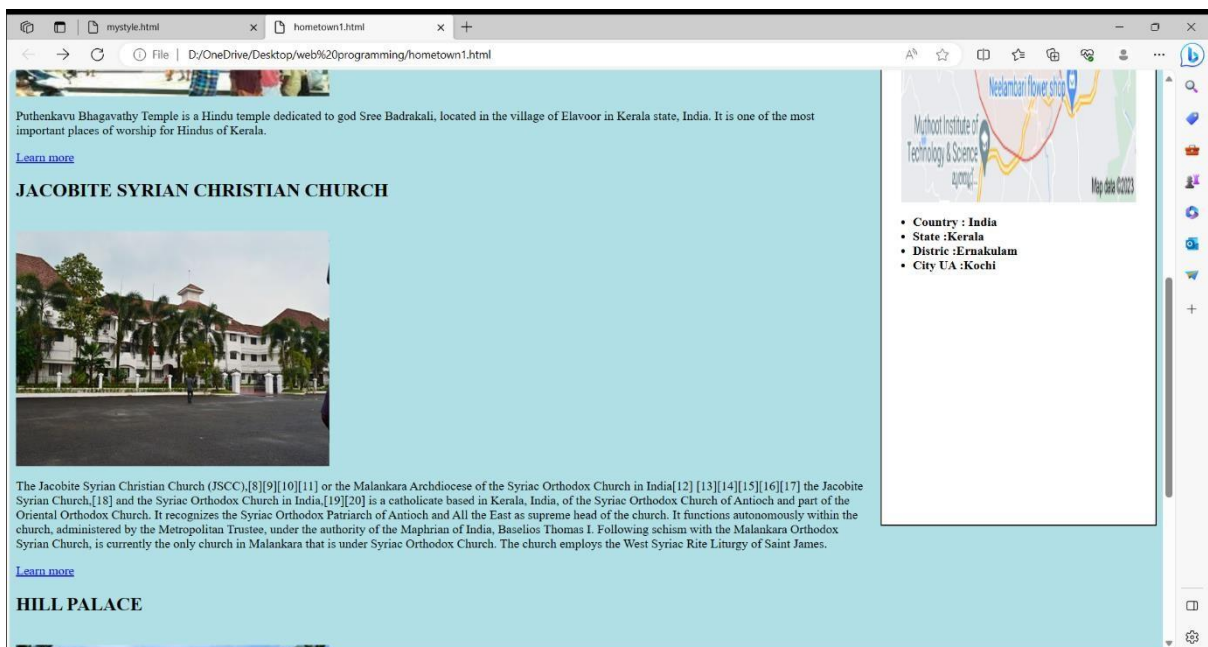 mystyle.html
hometown1.html
File | D:/OneDrive/Desktop/web%20programming/hometown1.html
Puthenkavu Bhagavathy Temple is a Hindu temple dedicated to god Sree Badrakali, located in the village of Elavoor in Kerala state, India. It is one of the most
important places of worship for Hindus of Kerala.
Learn more
JACOBITE SYRIAN CHRISTIAN CHURCH
The Jacobite Syrian Christian Church (JSCC),[8][9][10][11] or the Malankara Archdiocese of the Syriac Orthodox Church in India[12] [13][14][15][16][17] the Jacobite
Syrian Church,[18] and the Syriac Orthodox Church in India,[19][20] is a catholicate based in Kerala, India, of the Syriac Orthodox Church of Antioch and part of the
Oriental Orthodox Church. It recognizes the Syriac Orthodox Patriarch of Antioch and All the East as supreme head of the church. It functions autonomously within the
church, administered by the Metropolitan Trustee, under the authority of the Maphrian of India, Baselios Thomas I. Following schism with the Malankara Orthodox
Syrian Church, is currently the only church in Malankara that is under Syriac Orthodox Church. The church employs the West Syriac Rite Liturgy of Saint James.
Learn more
HILL PALACE
Neelambari flower shop
Muthoot Institute of
Technology & Science
Map data ©2023
• Country : India
• State :Kerala
• Distric :Ernakulam
• City UA :Kochi